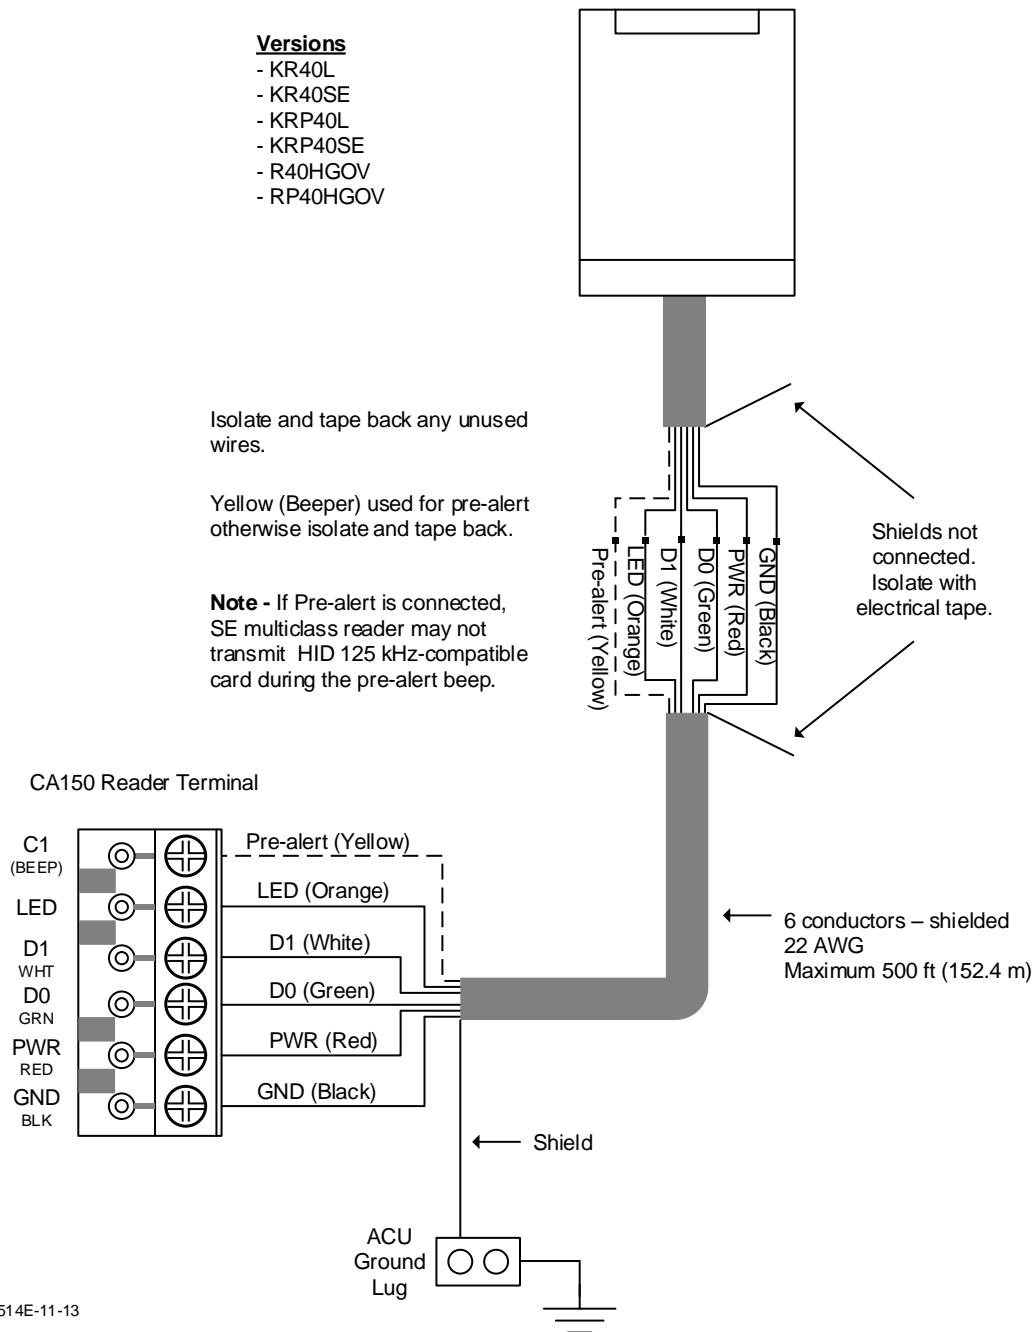 Versions
- KR40L
- KR40SE
- KRP40L
- KRP40SE
- R40HGOV
- RP40HGOV
Isolate and tape back any unused
wires.
Yellow (Beeper) used for pre-alert
otherwise isolate and tape back.
Note - If Pre-alert is connected,
SE multiclass reader may not
transmit HID 125 kHz-compatible
card during the pre-alert beep.
Pre-alert (Yellow)
LED (Orange)
D1 (White)
D0 (Green)
PWR (Red)
GND (Black)
Shields not
connected.
Isolate with
electrical tape.
CA150 Reader Terminal
C1
(BEEP)
LED
D1
WHT
D0
GRN
PWR
RED
GND
BLK
Pre-alert (Yellow)
LED (Orange)
D1 (White)
D0 (Green)
PWR (Red)
GND (Black)
6 conductors – shielded
22 AWG
Maximum 500 ft (152.4 m)
Shield
ACU
Ground
Lug
514E-11-13